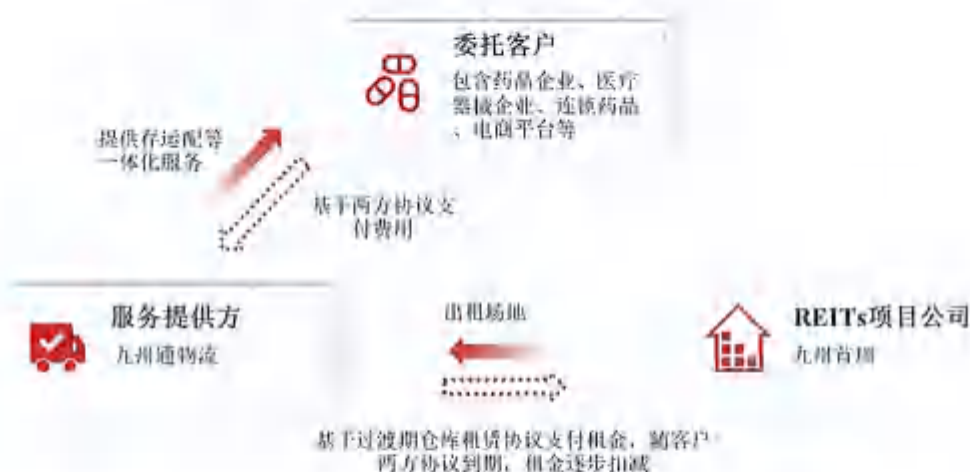 委托客户
包含药品企业、医疗
器械企业、连锁药品
、电商平台等
提供存运配等
一体化服务
基于两方协议支
付费用
服务提供方
九州通物流
出租场地
REITs项目公司
九州首瑞
基于过渡期仓库租赁协议支付租金，随客户
两方协议到期，租金逐步扣减